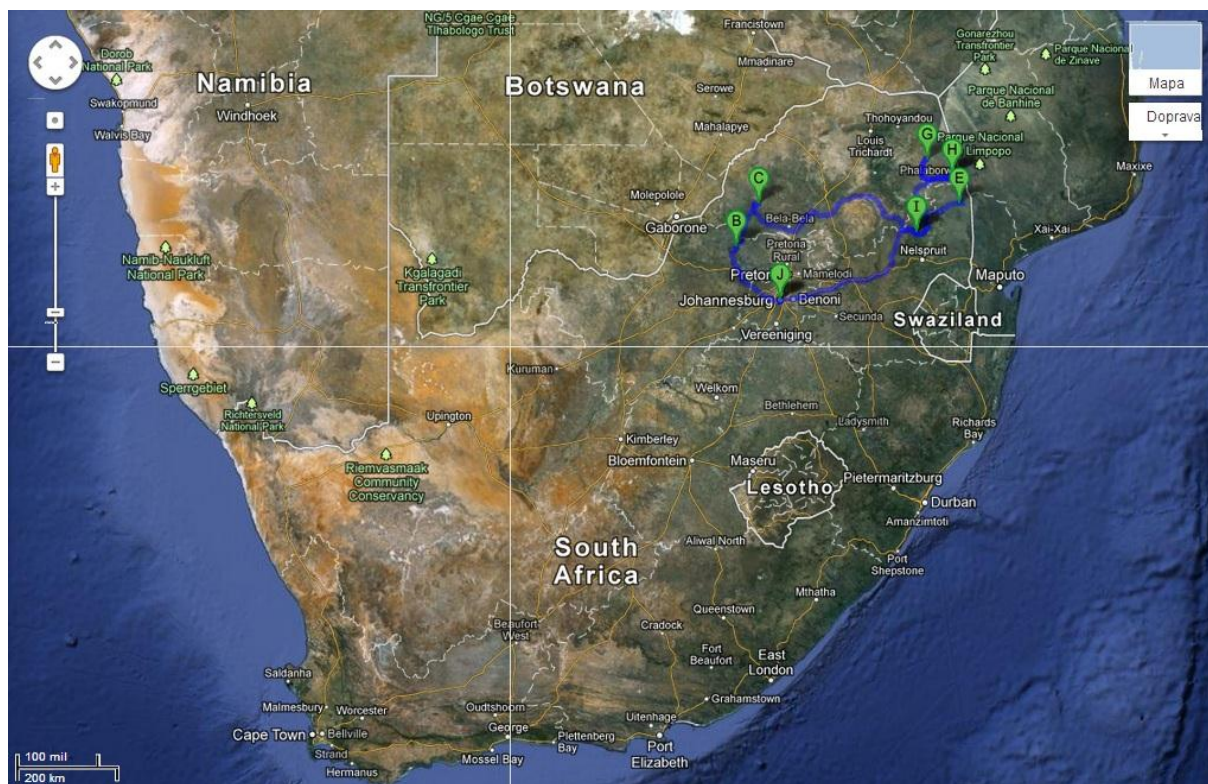 NG/5 Cgae Cgae
Tlhabologo Trust
Francistown
Gonarezhou
Transfrontier
Park
Parque Nacional
de Zinave
Dorob
National Park
Namibia
Botswana
Mmadinare
Serowe
Parque Nacional
de Banhine
Mapa
Swakopmund
Windhoek
Walvis Bay
Mahalapye
Thohoyandou
Louis
Trichardt
G
H
Parque Nacional
Limpopo
Doprava
Maxixe
Molepolole
C
E
Gaborone
B
Bela-Bela
I
Xai-Xai
Namib-Naukluft
National Park
Kgalagadi
Transfrontier
Park
Pretoria
Rural
Nelspruit
Mamelodi
J
Maputo
Johannesburg
Benoni
Secunda
Swaziland
Vereeniging
Kuruman
Sperrgebiet
Welkom
Richtersveld
National Park
Upington
Bethlehem
Ladysmith
Richards
Bay
Kimberley
Riemvasmaak
Community
Conservancy
Bloemfontein
Maseru
Lesotho
Pietermaritzburg
Durban
Amanzimtoti
South
Africa
Aliwal North
Port
Shepstone
Mthatha
Queenstown
Beaufort
West
Cradock
Fort
Beaufort
East
London
Saldanha
Malmesbury
Worcester
Oudtshoorn
Grahamstown
Cape Town
Bellville
George
Uitenhage
Strand
Plettenberg
Bay
Port
Elizabeth
Hermanus
Mossel Bay
100 mil
200 km